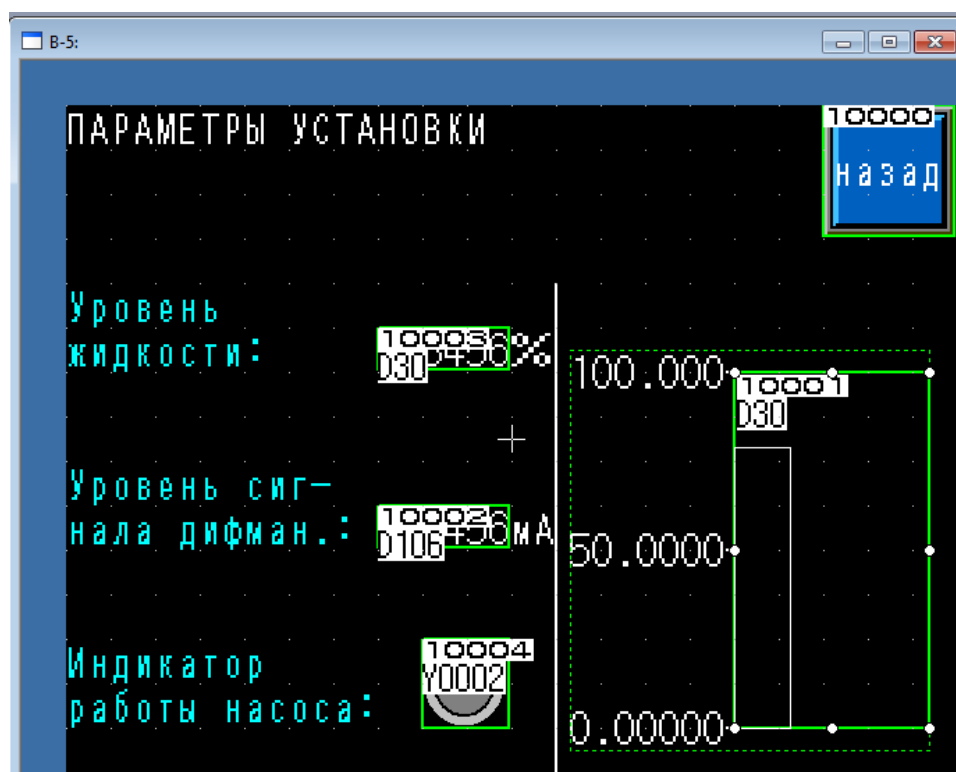 B-5:
ПАРАМЕТРЫ УСТАНОВКИ
10000
назад
Уровень
жидкости:
10003
D30
%
100.000
10001
D30
Уровень сиг-
нала дифман.:
10002
D106
мА
50.0000
Индикатор
работы насоса:
10004
Y0002
0.00000